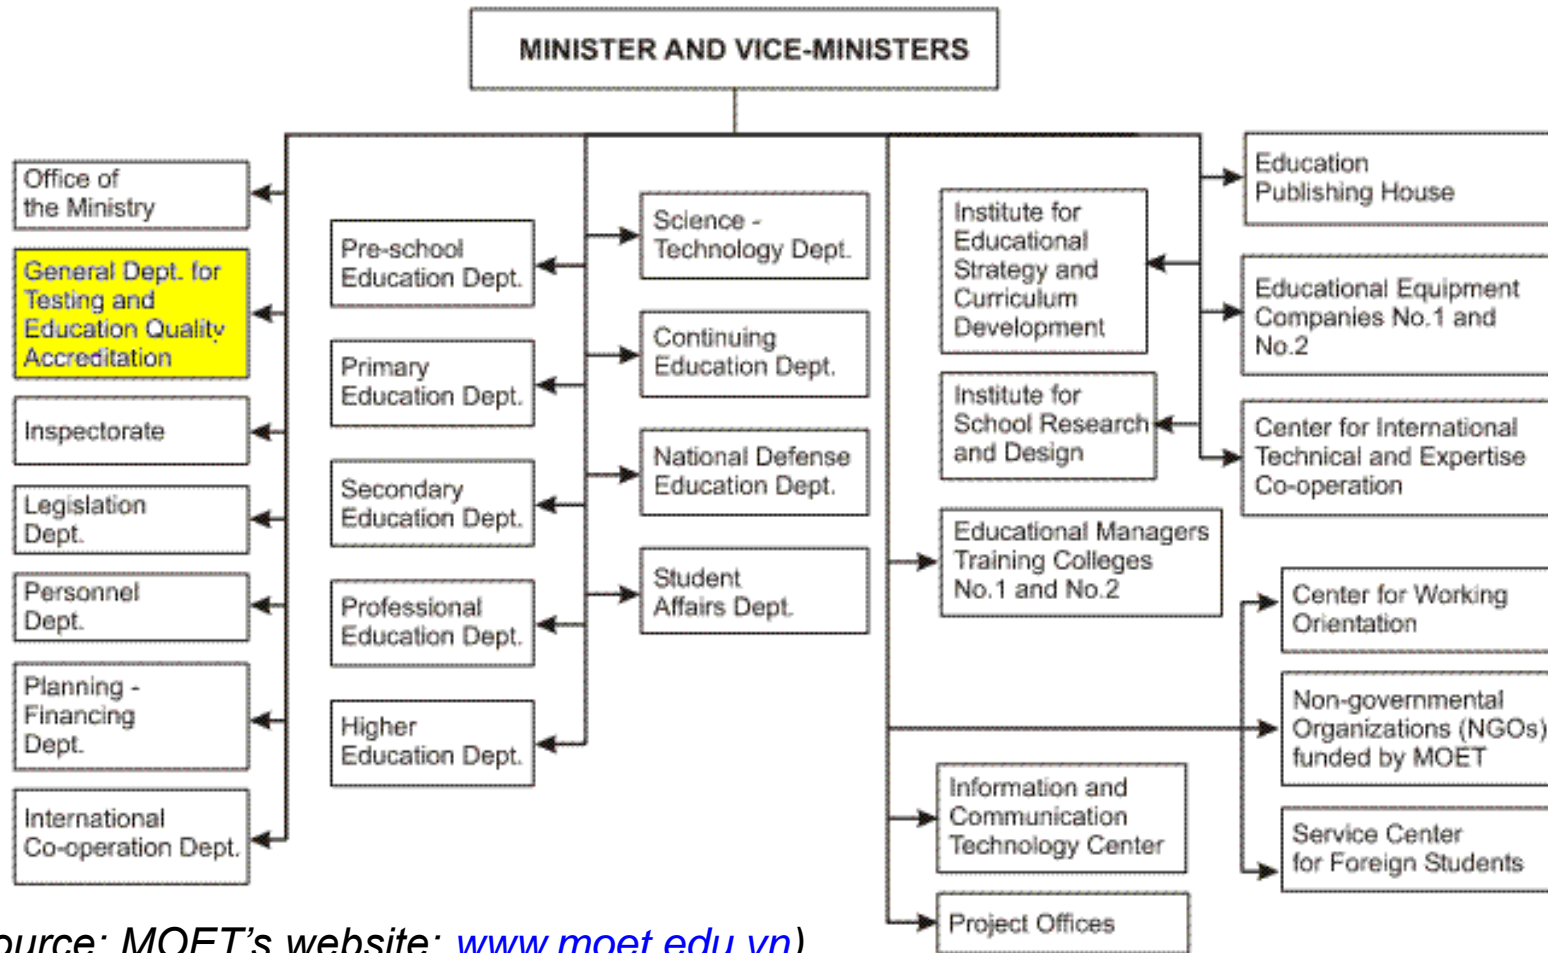 MINISTER AND VICE-MINISTERS
Office of
the Ministry
General Dept. for
Testing and
Education Quality
Accreditation
Inspectorate
Legislation
Dept.
Personnel
Dept.
Planning -
Financing
Dept.
International
Co-operation Dept.
Pre-school
Education Dept.
Primary
Education Dept.
Secondary
Education Dept.
Professional
Education Dept.
Higher
Education Dept.
Science -
Technology Dept.
Continuing
Education Dept.
National Defense
Education Dept.
Student
Affairs Dept.
Institute for
Educational
Strategy and
Curriculum
Development
Institute for
School Research
and Design
Educational Managers
Training Colleges
No.1 and No.2
Information and
Communication
Technology Center
Project Offices
Education
Publishing House
Educational Equipment
Companies No.1 and
No.2
Center for International
Technical and Expertise
Co-operation
Center for Working
Orientation
Non-governmental
Organizations (NGOs)
funded by MOET
Service Center
for Foreign Students
ource: MOET's website: www.moet.edu.vn)